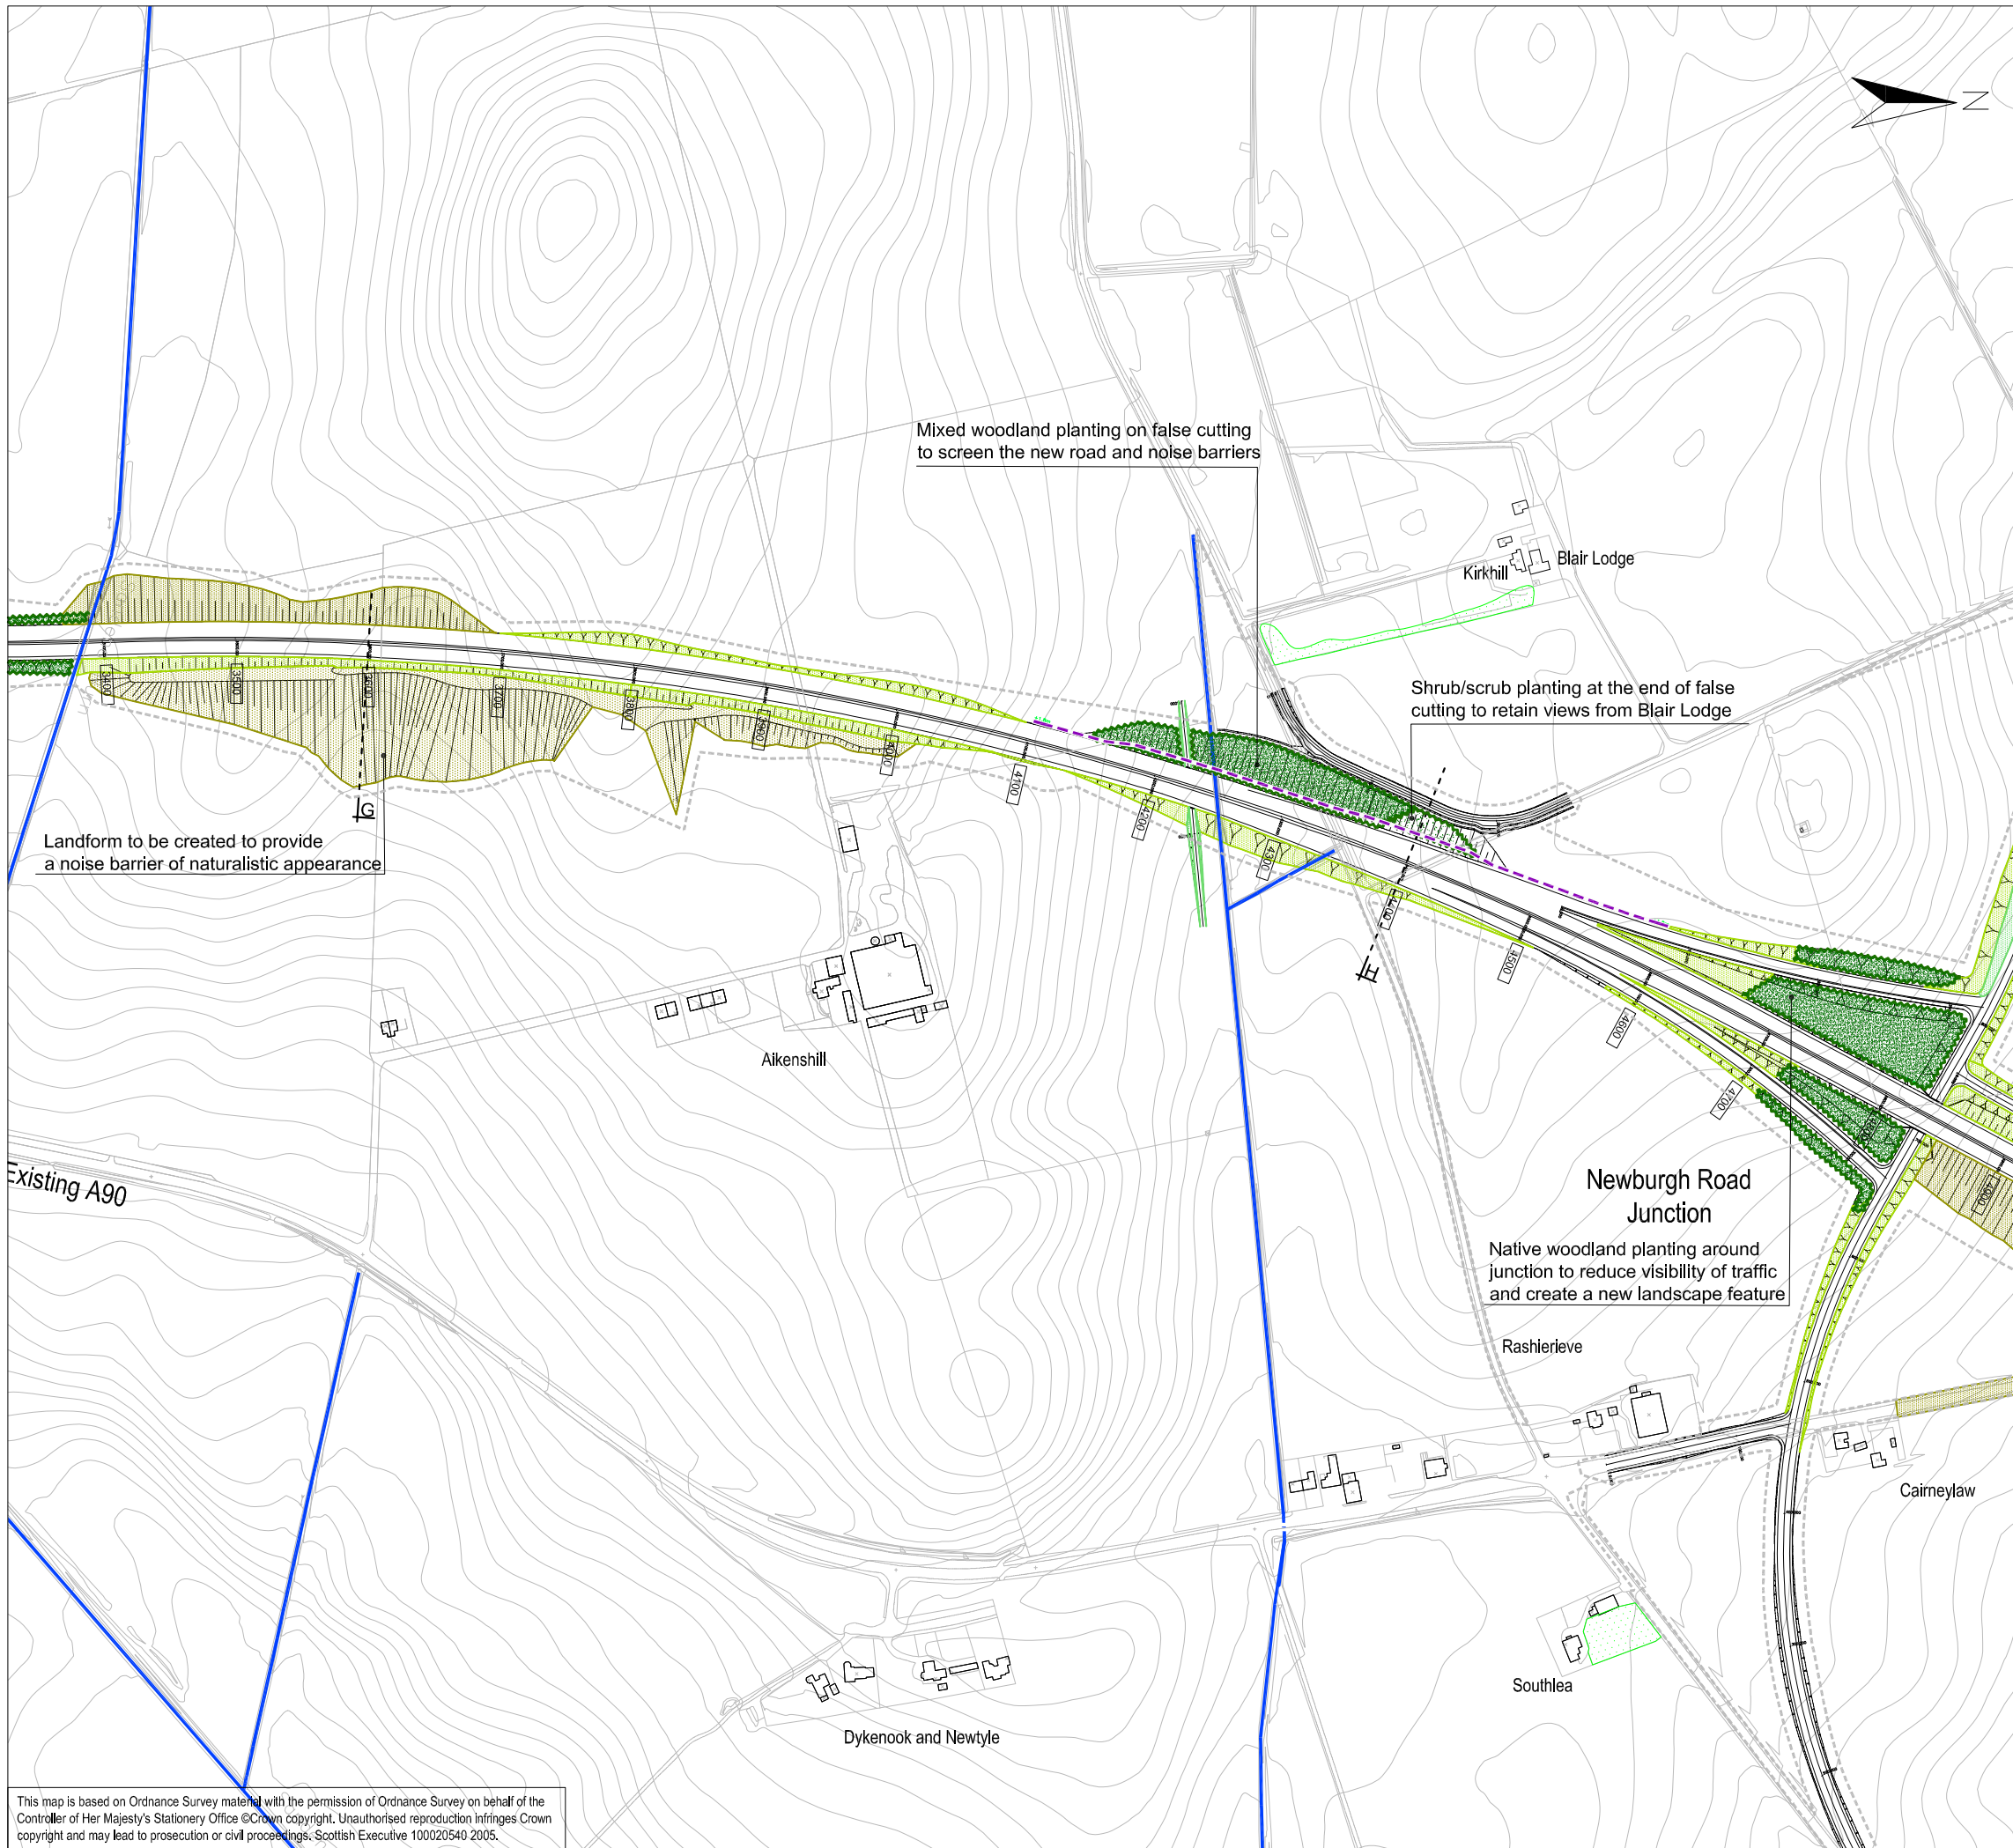 N
Mixed woodland planting on false cutting
to screen the new road and noise barriers
Blair Lodge
Kirkhill
Shrub/scrub planting at the end of false
cutting to retain views from Blair Lodge
3400
3500
3600
3700
3800
3900
4000
4100
4200
4300
4400
4500
4600
4700
4800
4900
G
H
Landform to be created to provide
a noise barrier of naturalistic appearance
Aikenshill
Existing A90
Newburgh Road
Junction
Native woodland planting around
junction to reduce visibility of traffic
and create a new landscape feature
Rashierieve
Cairneylaw
Southlea
Dykenook and Newtyle
This map is based on Ordnance Survey material with the permission of Ordnance Survey on behalf of the
Controller of Her Majesty's Stationery Office ©Crown copyright. Unauthorised reproduction infringes Crown
copyright and may lead to prosecution or civil proceedings. Scottish Executive 100020540 2005.